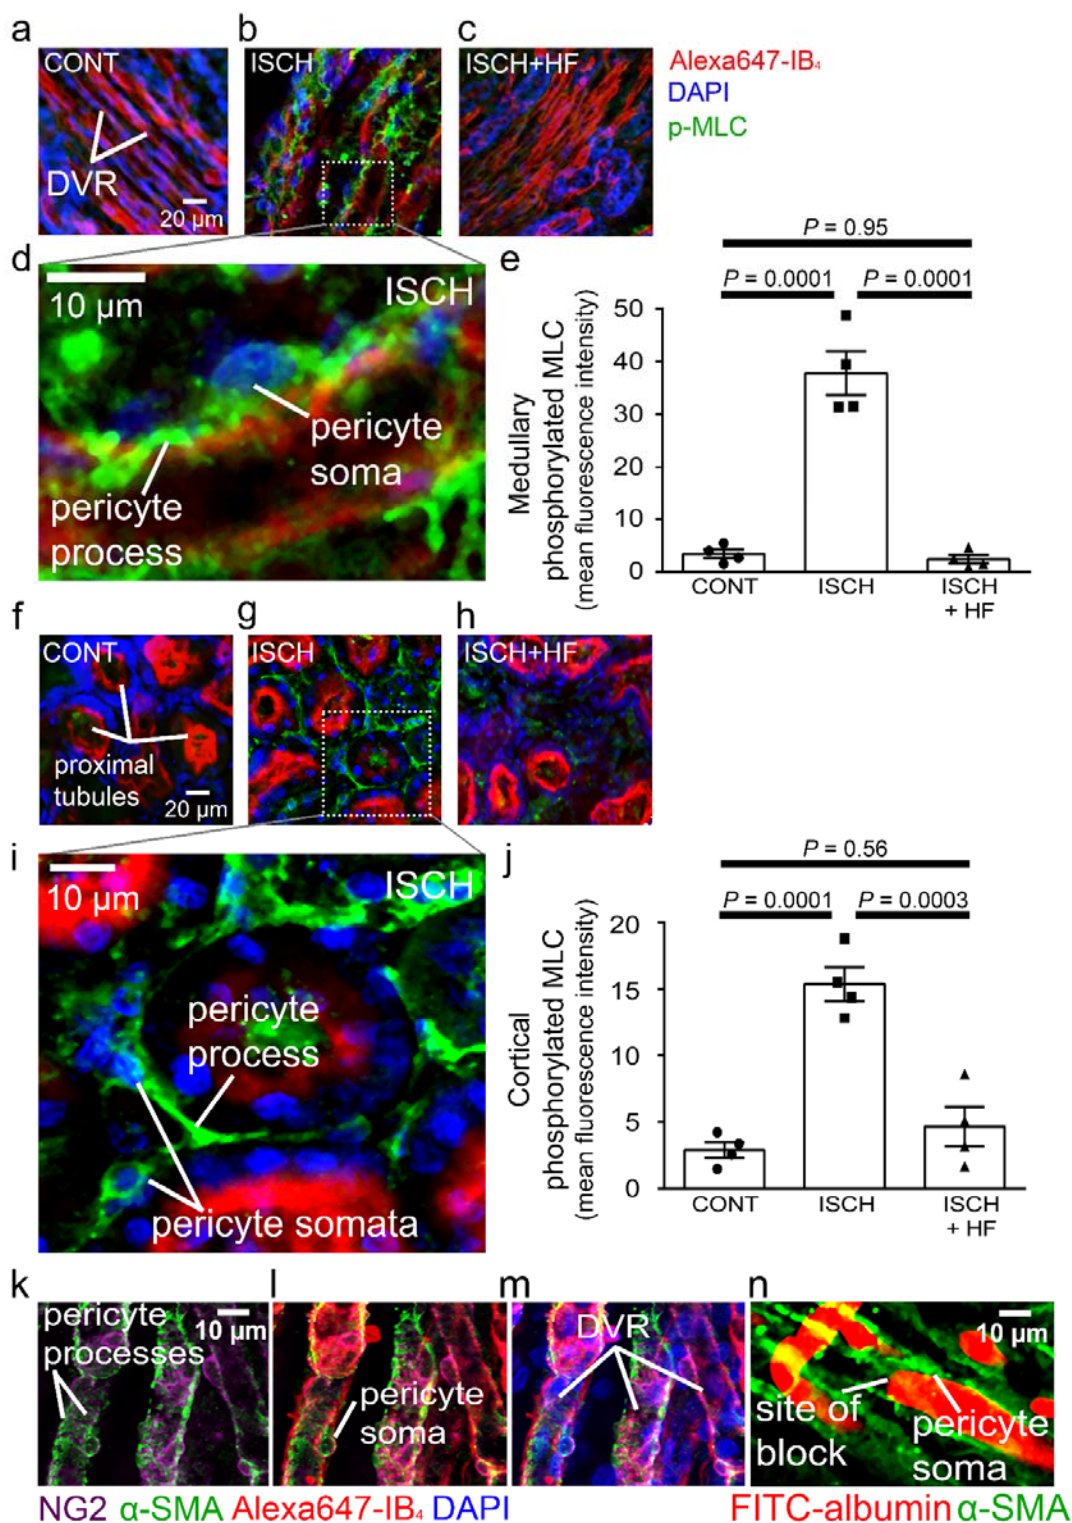 a
b
c
CONT
ISCH
ISCH+HF
Alexa647-IB₄
DAPI
p-MLC
DVR
20 µm
d
ISCH
10 µm
pericyte
soma
pericyte
process
e
P = 0.95
P = 0.0001
P = 0.0001
Medullary
phosphorylated MLC
(mean fluorescence intensity)
50
40
30
20
10
0
CONT
ISCH
ISCH
+ HF
f
g
h
CONT
ISCH
ISCH+HF
proximal
tubules
20 µm
i
ISCH
10 µm
pericyte
process
pericyte somata
j
P = 0.56
P = 0.0001
P = 0.0003
Cortical
phosphorylated MLC
(mean fluorescence intensity)
20
15
10
5
0
CONT
ISCH
ISCH
+ HF
k
l
m
n
pericyte
processes
10 µm
pericyte
soma
DVR
10 µm
site of
block
pericyte
soma
NG2 α-SMA Alexa647-IB₄ DAPI
FITC-albumin α-SMA